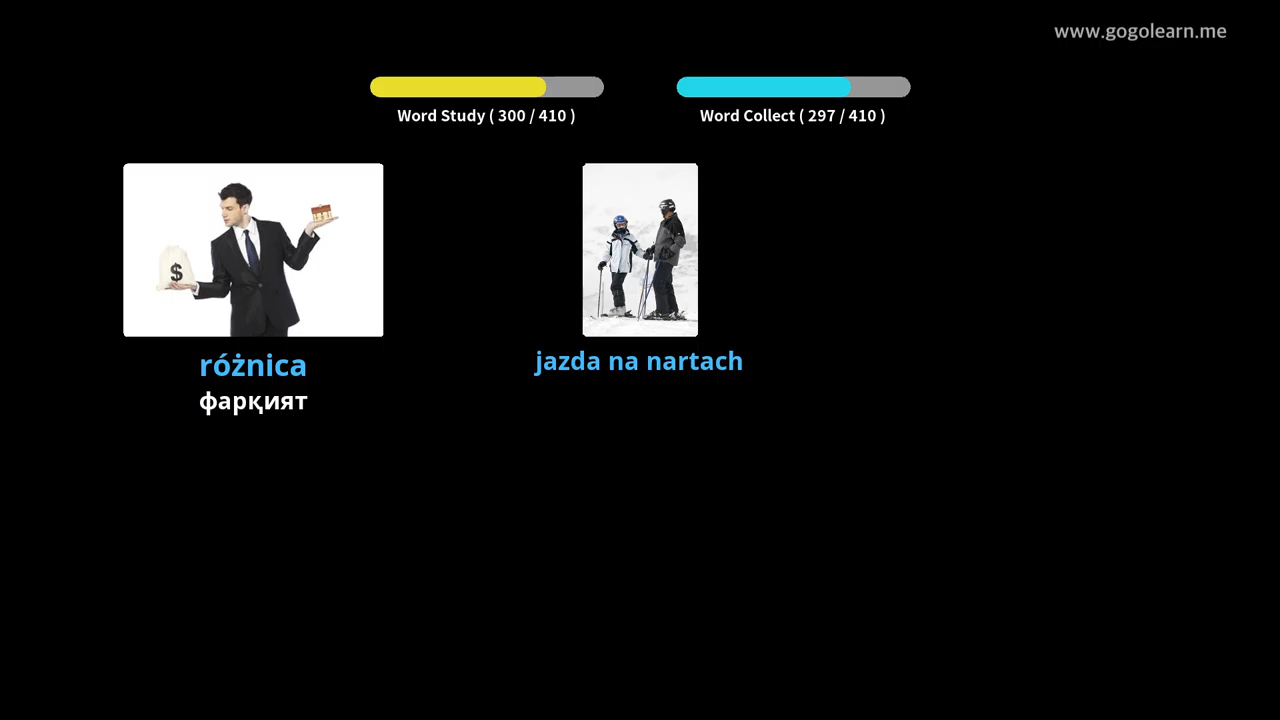 www.gogolearn.me
Word Study ( 300 / 410 )
Word Collect ( 297 / 410 )
$
różnica
фарқият
jazda na nartach